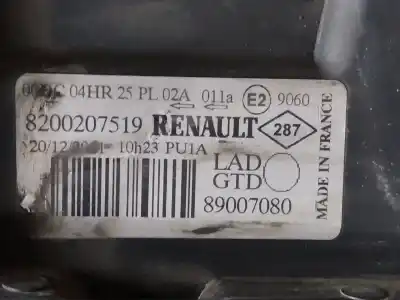 04HR 25 PL 02A 011a E2 9060
8200207519 RENAULT 287
10h23 PU1A
LAD
GTD
89007080
MADE IN FRANCE